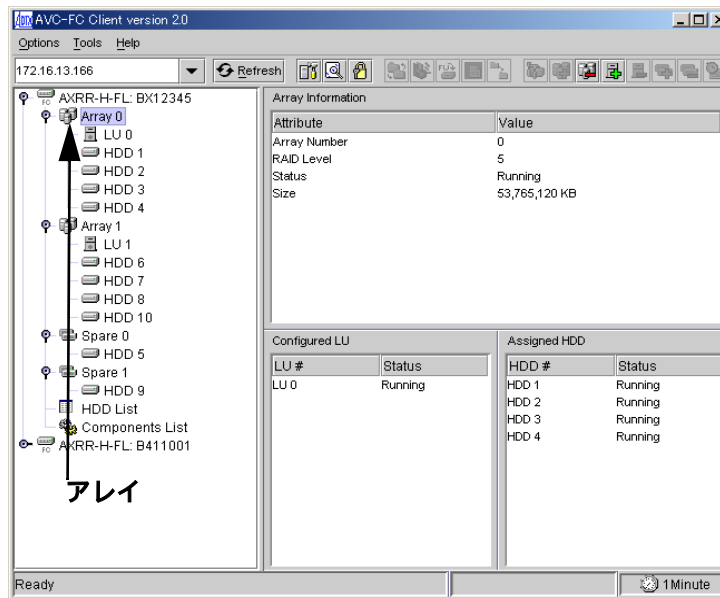 AVC-FC Client version 2.0
Options Tools Help
172.16.13.166 Refresh
AXRR-H-FL: BX12345
Array 0
LU 0
HDD 1
HDD 2
HDD 3
HDD 4
Array 1
LU 1
HDD 6
HDD 7
HDD 8
HDD 10
Spare 0
HDD 5
Spare 1
HDD 9
HDD List
Components List
AXRR-H-FL: B411001
アレイ
Array Information
Attribute Value
Array Number 0
RAID Level 5
Status Running
Size 53,765,120 KB
Configured LU
LU # Status
LU 0 Running
Assigned HDD
HDD # Status
HDD 1 Running
HDD 2 Running
HDD 3 Running
HDD 4 Running
Ready
1 Minute